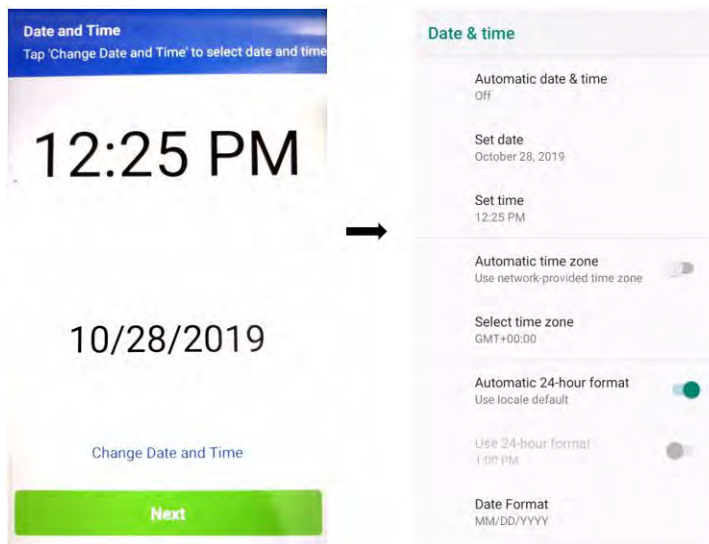 Date and Time
Tap 'Change Date and Time' to select date and time
12:25 PM
10/28/2019
Change Date and Time
Next
Date & time
Automatic date & time
Off
Set date
October 28, 2019
Set time
12:25 PM
Automatic time zone
Use network-provided time zone
Select time zone
GMT+00:00
Automatic 24-hour format
Use locale default
Use 24-hour format
1:00 PM
Date Format
MM/DD/YYYY